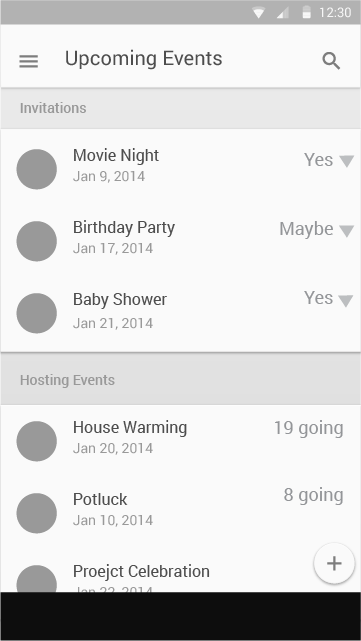 12:30
Upcoming Events
Invitations
Movie Night Yes
Jan 9, 2014
Birthday Party Maybe
Jan 17, 2014
Baby Shower Yes
Jan 21, 2014
Hosting Events
House Warming 19 going
Jan 20, 2014
Potluck 8 going
Jan 10, 2014
Proejct Celebration